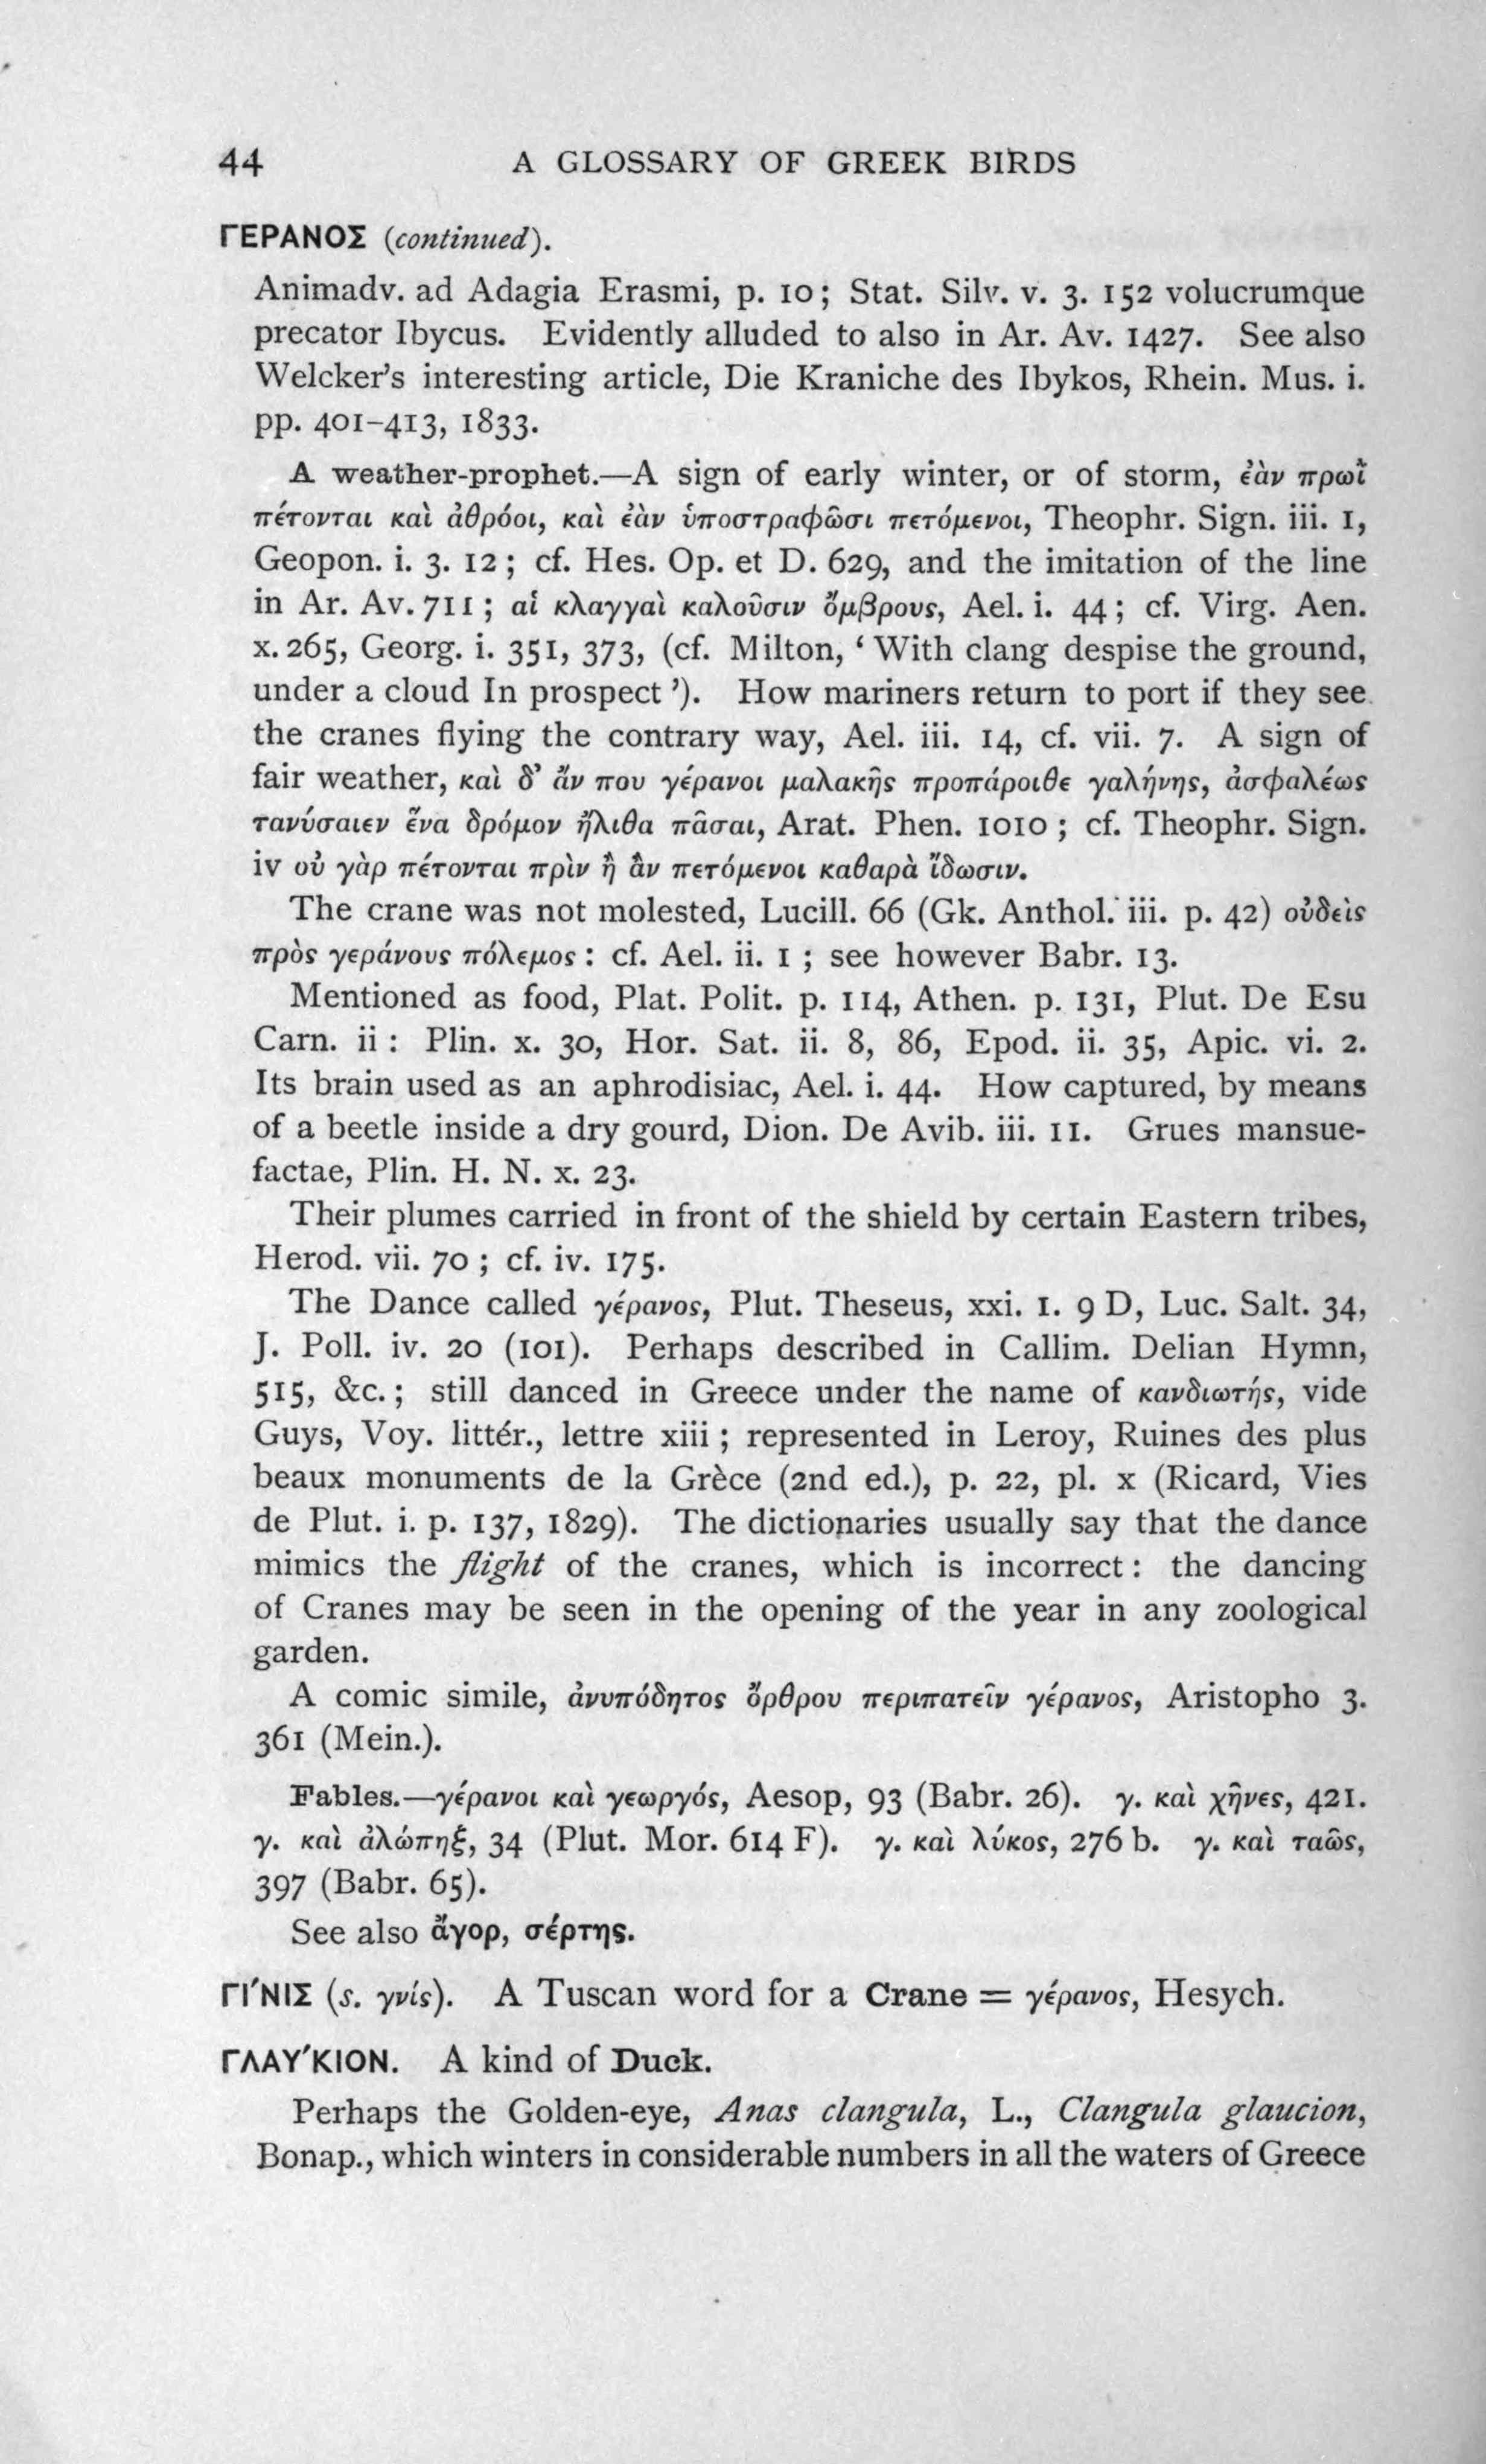 44 A GLOSSARY OF GREEK BIRDS
ΓΕΡΑΝΟΣ (continued).
Animadv. ad Adagia Erasmi, p. 10; Stat. Silv. v. 3. 152 volucrumque
precator Ibycus. Evidently alluded to also in Ar. Av. 1427. See also
Welcker's interesting article, Die Kraniche des Ibykos, Rhein. Mus. i.
pp. 401–413, 1833.
A weather-prophet.—A sign of early winter, or of storm, ἐὰν πρωῒ
πέτονται καὶ ἀθρόοι, καὶ ἐὰν ὑποστραφῶσι πετόμενοι, Theophr. Sign. iii. 1,
Geopon. i. 3. 12; cf. Hes. Op. et D. 629, and the imitation of the line
in Ar. Av. 711; αἱ κλαγγαὶ καλοῦσιν ὄμβρους, Ael. i. 44; cf. Virg. Aen.
x. 265, Georg. i. 351, 373, (cf. Milton, 'With clang despise the ground,
under a cloud In prospect'). How mariners return to port if they see
the cranes flying the contrary way, Ael. iii. 14, cf. vii. 7. A sign of
fair weather, καὶ δ' ἄν που γέρανοι μαλακῆς προπάροιθε γαλήνης, ἀσφαλέως
τανύσαιεν ἕνα δρόμον ἤλιθα πᾶσαι, Arat. Phen. 1010; cf. Theophr. Sign.
iv οὐ γὰρ πέτονται πρὶν ἢ ἂν πετόμενοι καθαρὰ ἴδωσιν.
The crane was not molested, Lucill. 66 (Gk. Anthol. iii. p. 42) οὐδεὶς
πρὸς γεράνους πόλεμος: cf. Ael. ii. 1; see however Babr. 13.
Mentioned as food, Plat. Polit. p. 114, Athen. p. 131, Plut. De Esu
Carn. ii: Plin. x. 30, Hor. Sat. ii. 8, 86, Epod. ii. 35, Apic. vi. 2.
Its brain used as an aphrodisiac, Ael. i. 44. How captured, by means
of a beetle inside a dry gourd, Dion. De Avib. iii. 11. Grues mansue-
factae, Plin. H. N. x. 23.
Their plumes carried in front of the shield by certain Eastern tribes,
Herod. vii. 70; cf. iv. 175.
The Dance called γέρανος, Plut. Theseus, xxi. 1. 9 D, Luc. Salt. 34,
J. Poll. iv. 20 (101). Perhaps described in Callim. Delian Hymn,
515, &c.; still danced in Greece under the name of κανδιωτής, vide
Guys, Voy. littér., lettre xiii; represented in Leroy, Ruines des plus
beaux monuments de la Grèce (2nd ed.), p. 22, pl. x (Ricard, Vies
de Plut. i. p. 137, 1829). The dictionaries usually say that the dance
mimics the flight of the cranes, which is incorrect: the dancing
of Cranes may be seen in the opening of the year in any zoological
garden.
A comic simile, ἀνυπόδητος ὄρθρου περιπατεῖν γέρανος, Aristopho 3.
361 (Mein.).
Fables.—γέρανοι καὶ γεωργός, Aesop, 93 (Babr. 26). γ. καὶ χῆνες, 421.
γ. καὶ ἀλώπηξ, 34 (Plut. Mor. 614 F). γ. καὶ λύκος, 276 b. γ. καὶ ταῶς,
397 (Babr. 65).
See also ἄγορ, σέρτης.
ΓΙ´ΝΙΣ (s. γνίς). A Tuscan word for a Crane = γέρανος, Hesych.
ΓΛΑΥ´ΚΙΟΝ. A kind of Duck.
Perhaps the Golden-eye, Anas clangula, L., Clangula glaucion,
Bonap., which winters in considerable numbers in all the waters of Greece